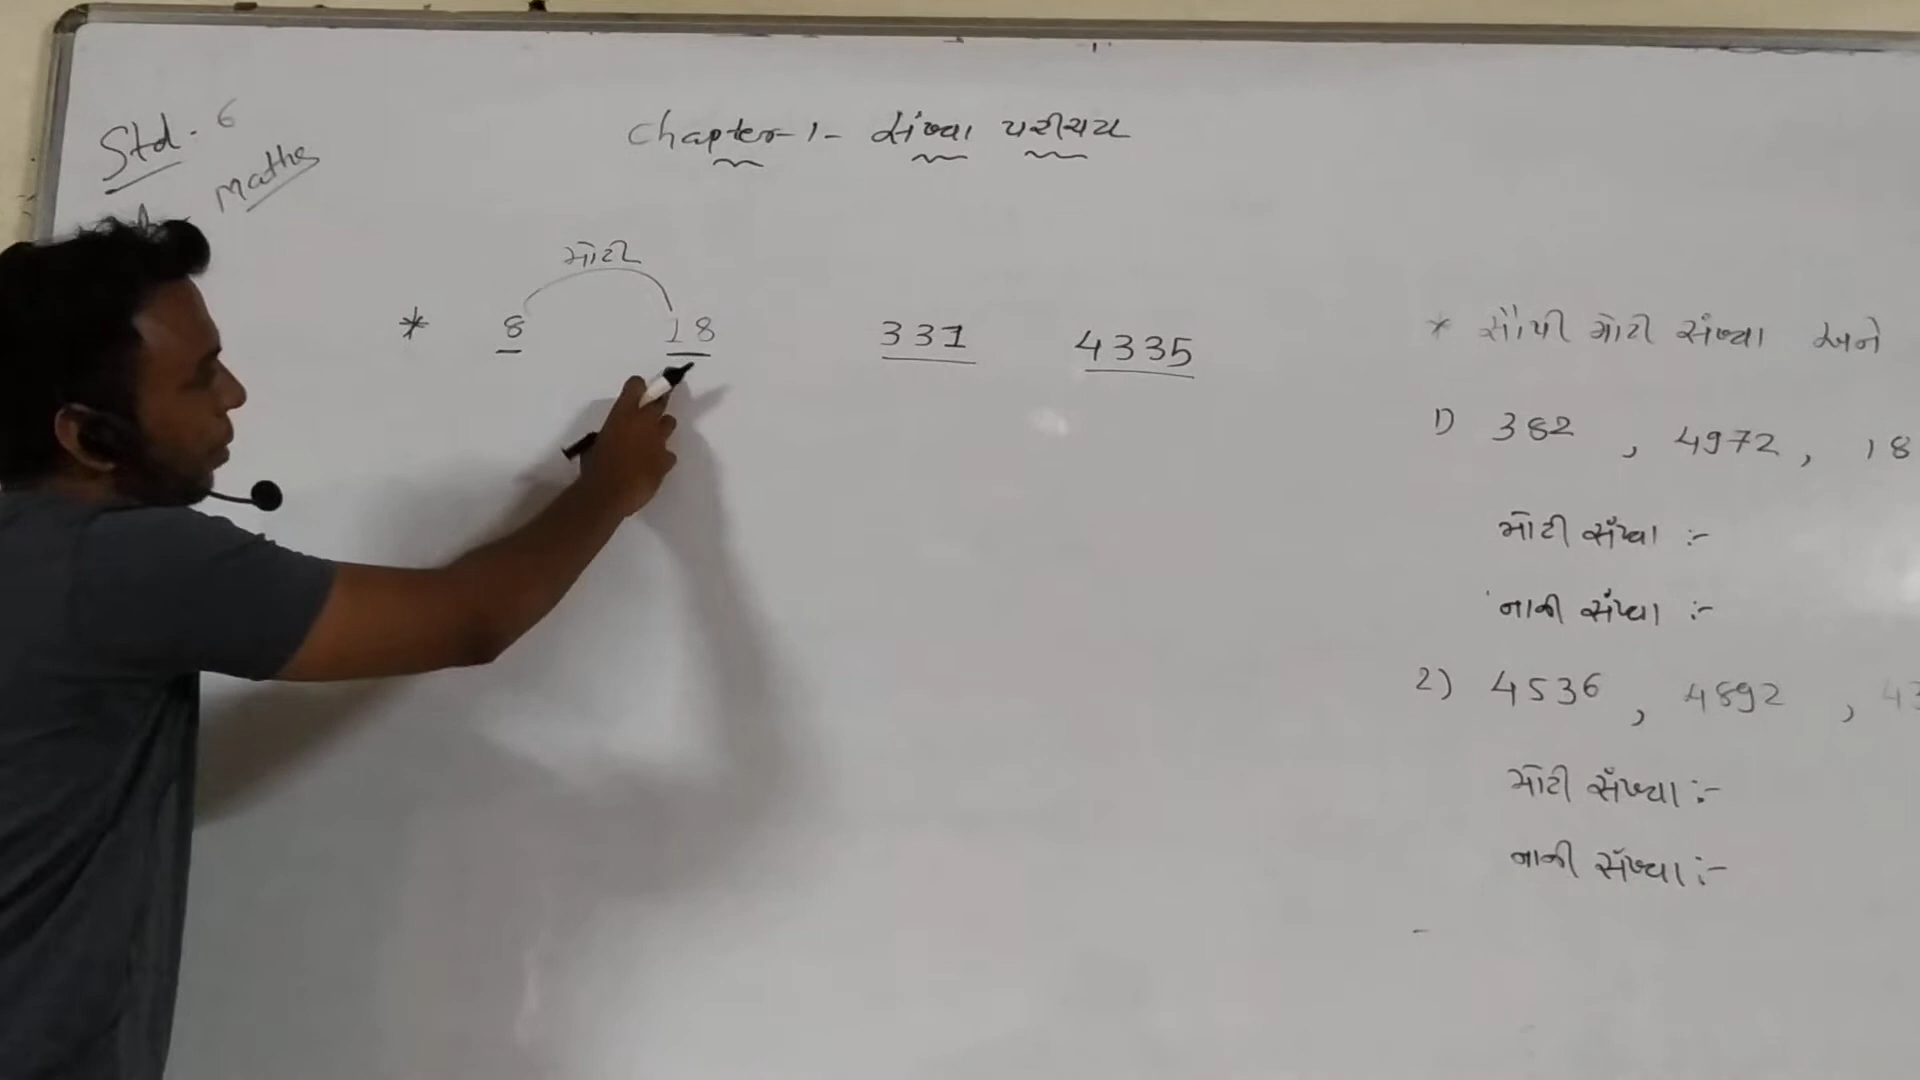 Std. 6
Maths
Chapter-1- સંખ્યા પરીચય
મોટી
* 8 18 331 4335
* સૌથી મોટી સંખ્યા અને
1) 382 , 4972 , 18
મોટી સંખ્યા :-
નાની સંખ્યા :-
2) 4536 , 4892 , 43
મોટી સંખ્યા :-
નાની સંખ્યા :-